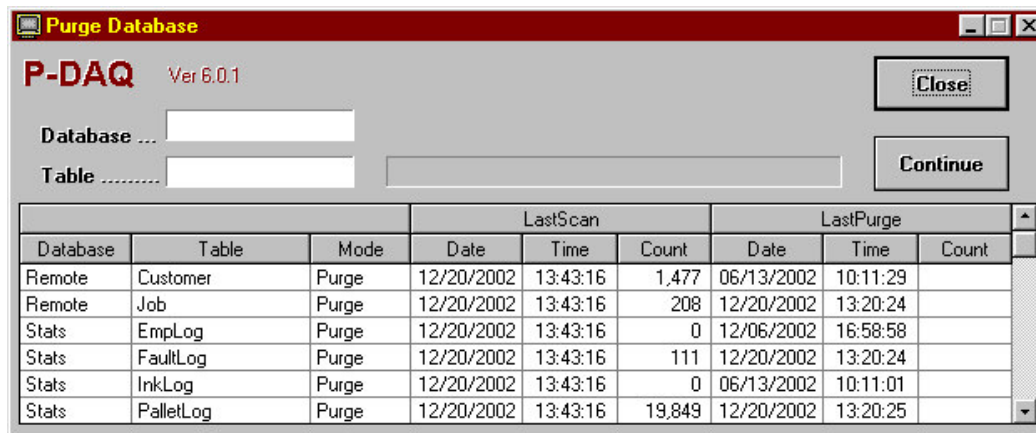 Purge Database
P-DAQ Ver 6.0.1
Close
Database ...
Table .........
Continue
LastScan LastPurge
Database Table Mode Date Time Count Date Time Count
Remote Customer Purge 12/20/2002 13:43:16 1,477 06/13/2002 10:11:29
Remote Job Purge 12/20/2002 13:43:16 208 12/20/2002 13:20:24
Stats EmpLog Purge 12/20/2002 13:43:16 0 12/06/2002 16:58:58
Stats FaultLog Purge 12/20/2002 13:43:16 111 12/20/2002 13:20:24
Stats InkLog Purge 12/20/2002 13:43:16 0 06/13/2002 10:11:01
Stats PalletLog Purge 12/20/2002 13:43:16 19,849 12/20/2002 13:20:25